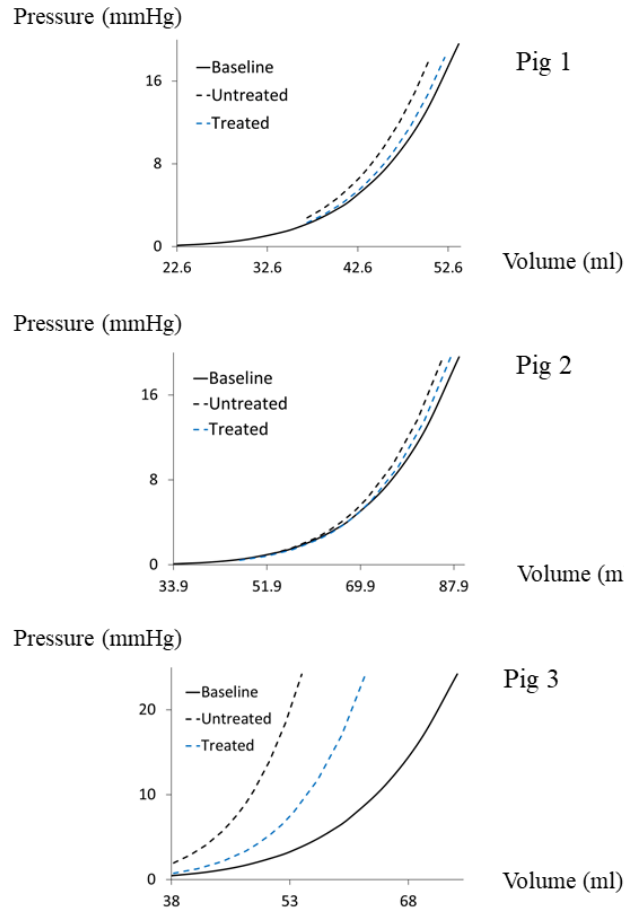 Pressure (mmHg)
Pig 1
Baseline
Untreated
Treated
16
8
0
22.6 32.6 42.6 52.6
Volume (ml)
Pressure (mmHg)
Pig 2
Baseline
Untreated
Treated
16
8
0
33.9 51.9 69.9 87.9
Volume (m
Pressure (mmHg)
Pig 3
Baseline
Untreated
Treated
20
10
0
38 53 68
Volume (ml)